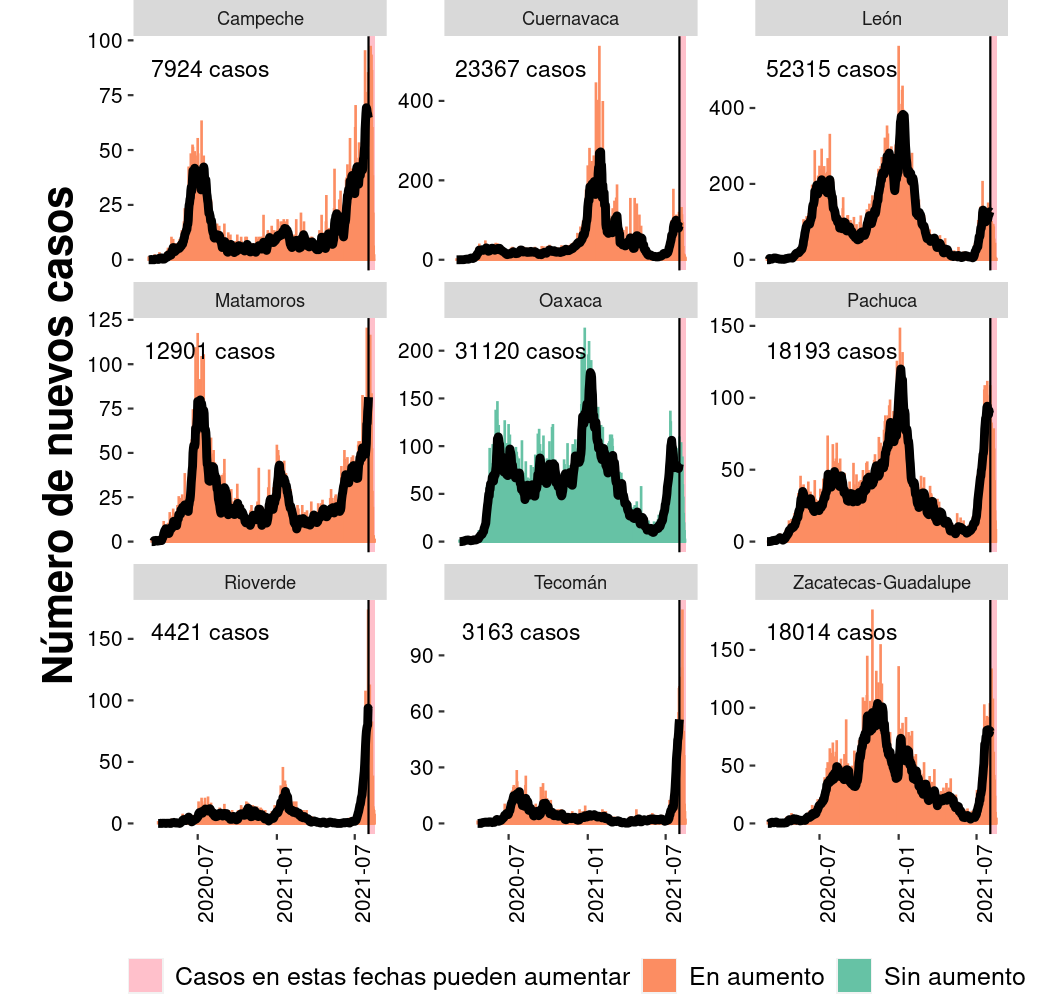 Número de nuevos casos
Campeche
7924 casos
100
75
50
25
0
Cuernavaca
23367 casos
400
200
0
León
52315 casos
400
200
0
Matamoros
12901 casos
125
100
75
50
25
0
Oaxaca
31120 casos
200
150
100
50
0
Pachuca
18193 casos
150
100
50
0
Rioverde
4421 casos
150
100
50
0
2020-07
2021-01
2021-07
Tecomán
3163 casos
90
60
30
0
2020-07
2021-01
2021-07
Zacatecas-Guadalupe
18014 casos
150
100
50
0
2020-07
2021-01
2021-07
Casos en estas fechas pueden aumentar
En aumento
Sin aumento